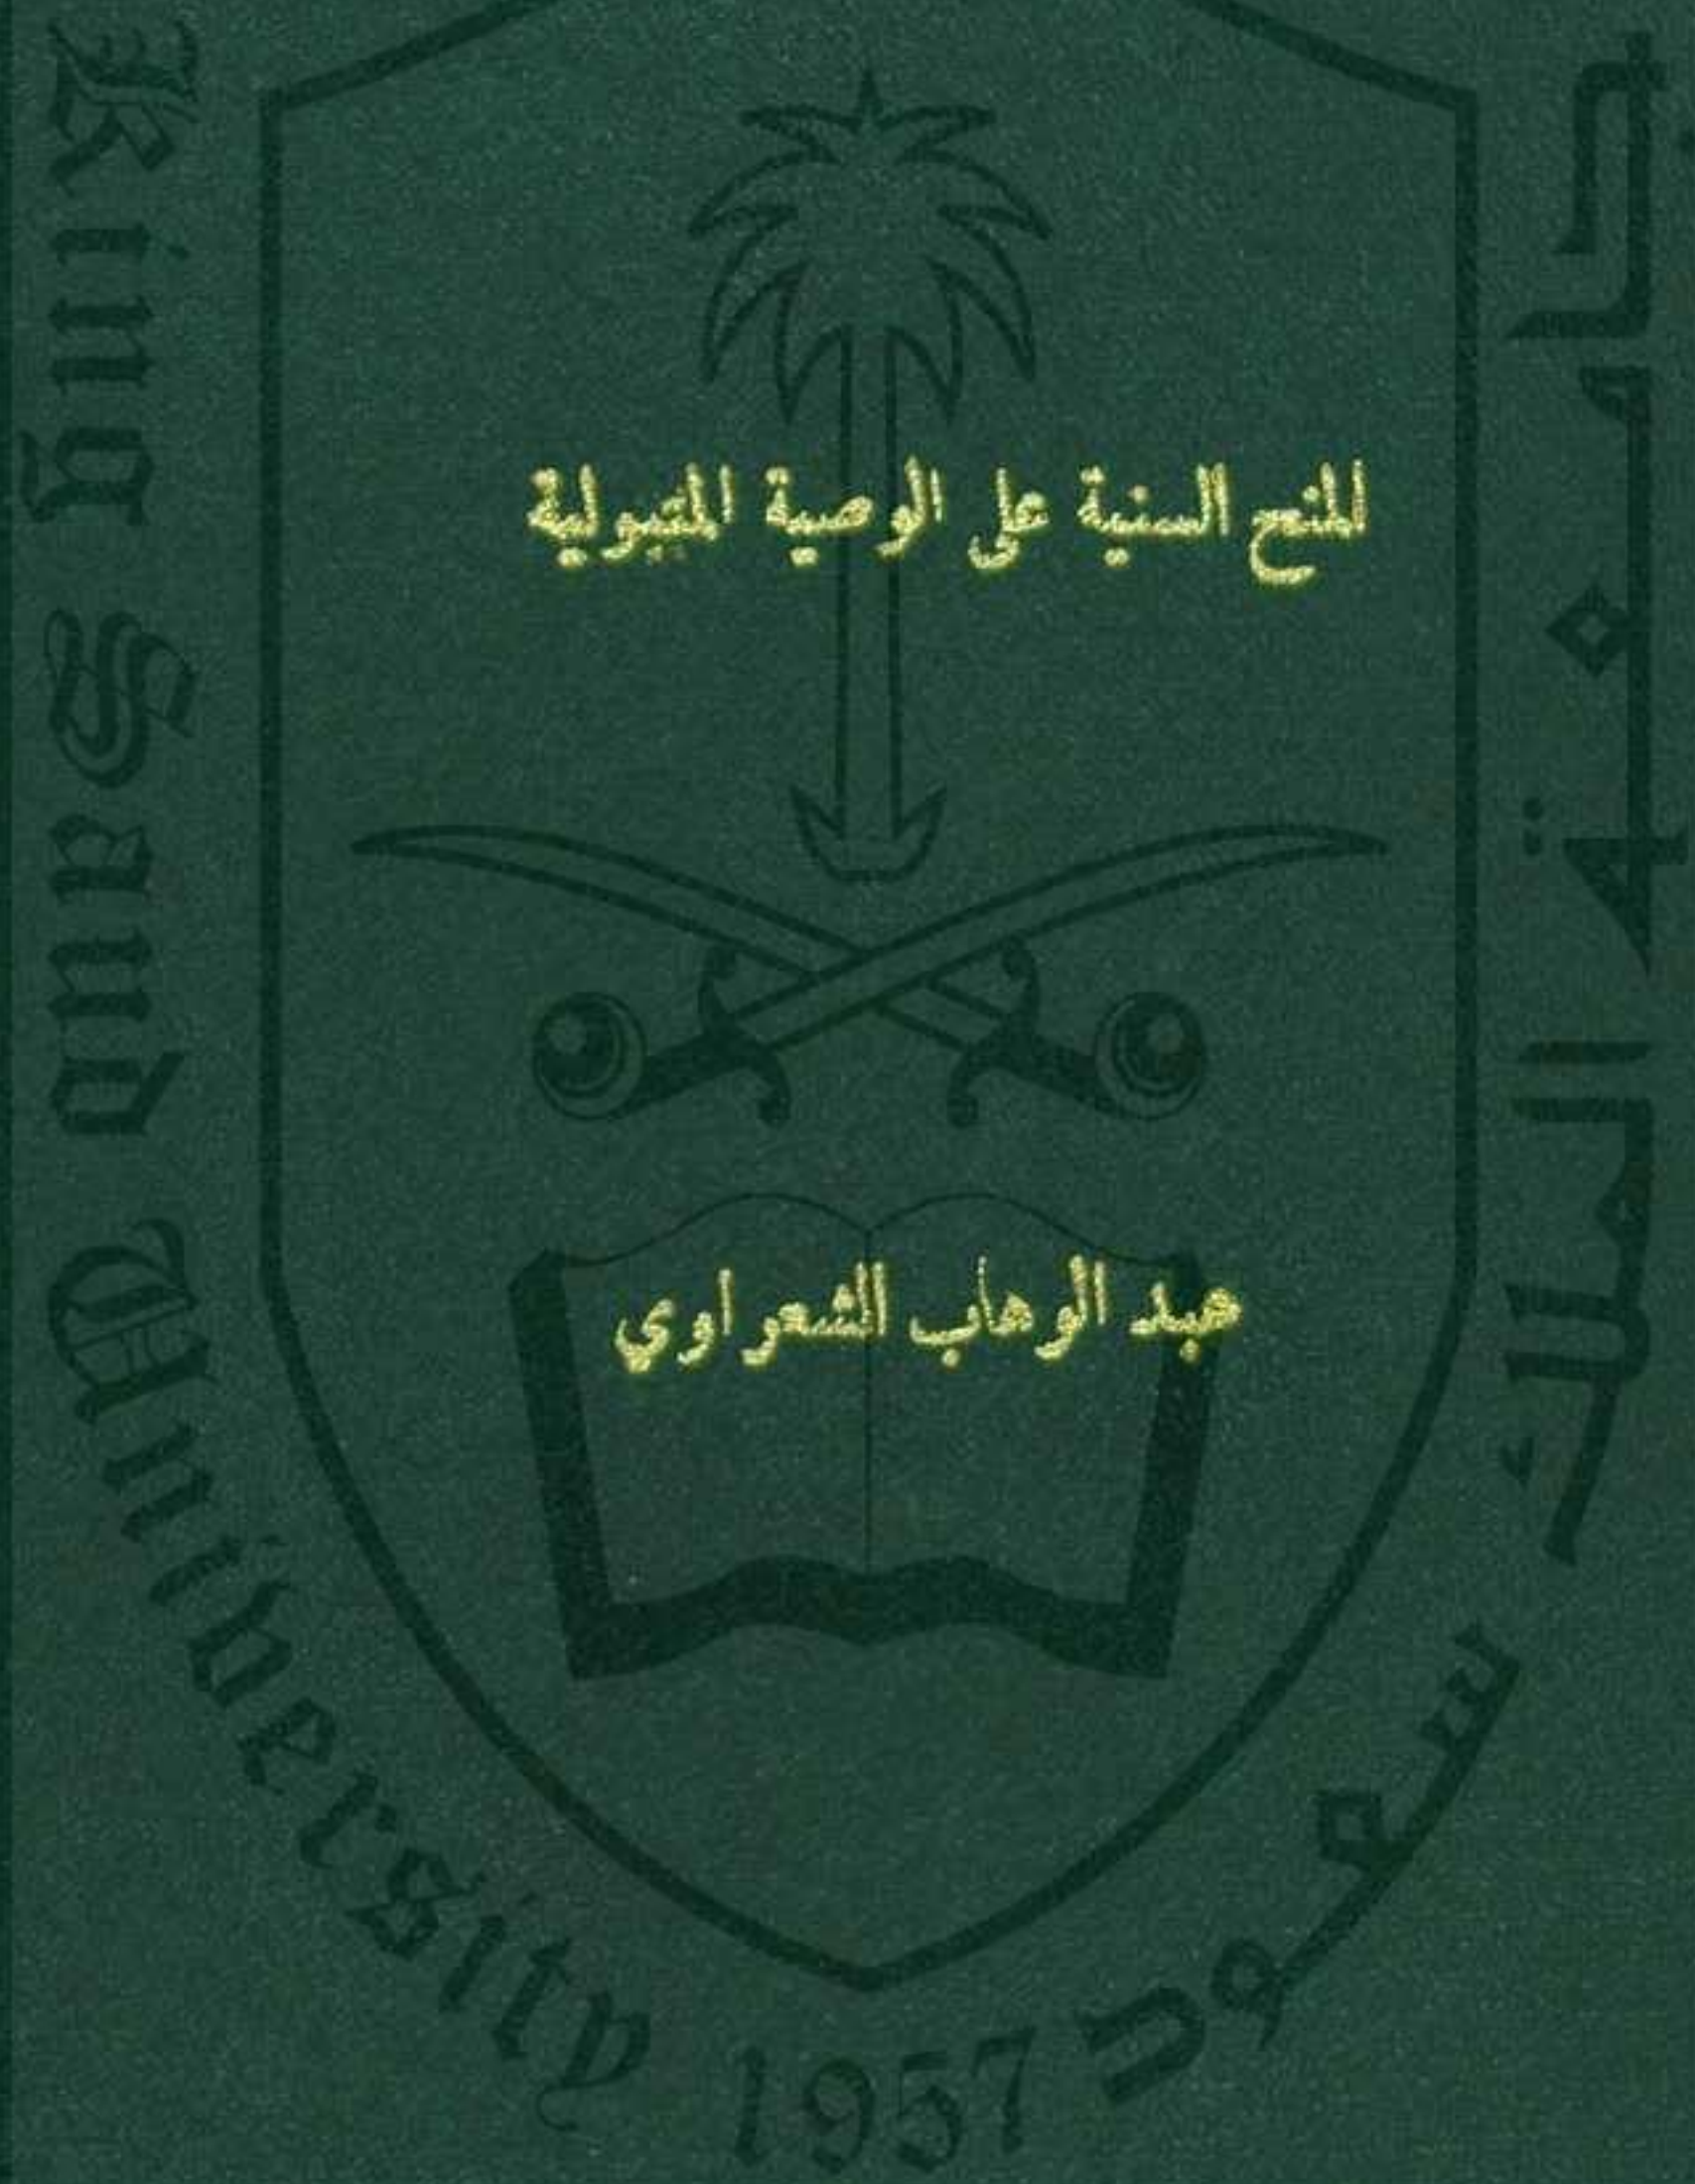 المنح السنية على الوصية المتبولية
عبد الوهاب الشعراوي
King Saud University 1957
جامعة الملك سعود